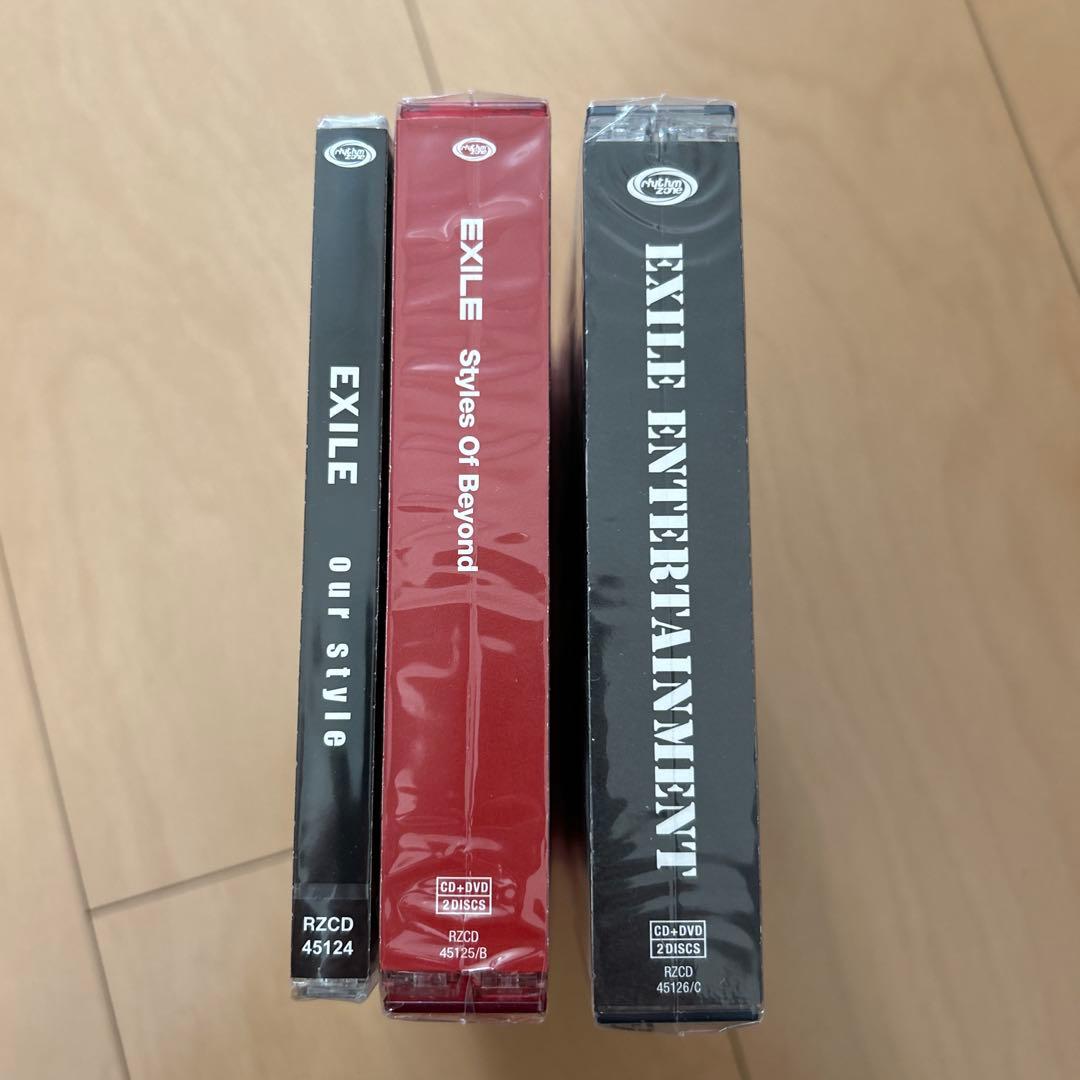 rhythm
zone
EXILE our style
RZCD
45124
rhythm
zone
EXILE Styles Of Beyond
CD+DVD
2DISCS
RZCD
45125/B
rhythm
zone
EXILE ENTERTAINMENT
CD+DVD
2DISCS
RZCD
45126/C